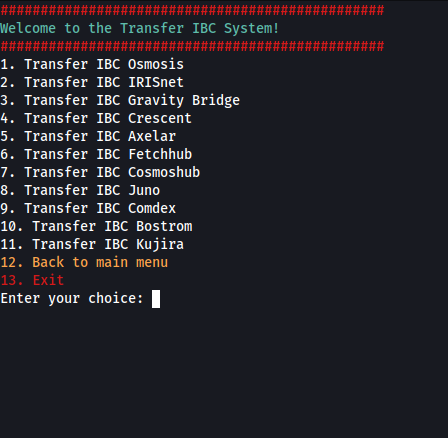 ################################################
Welcome to the Transfer IBC System!
################################################
1. Transfer IBC Osmosis
2. Transfer IBC IRISnet
3. Transfer IBC Gravity Bridge
4. Transfer IBC Crescent
5. Transfer IBC Axelar
6. Transfer IBC Fetchhub
7. Transfer IBC Cosmoshub
8. Transfer IBC Juno
9. Transfer IBC Comdex
10. Transfer IBC Bostrom
11. Transfer IBC Kujira
12. Back to main menu
13. Exit
Enter your choice: